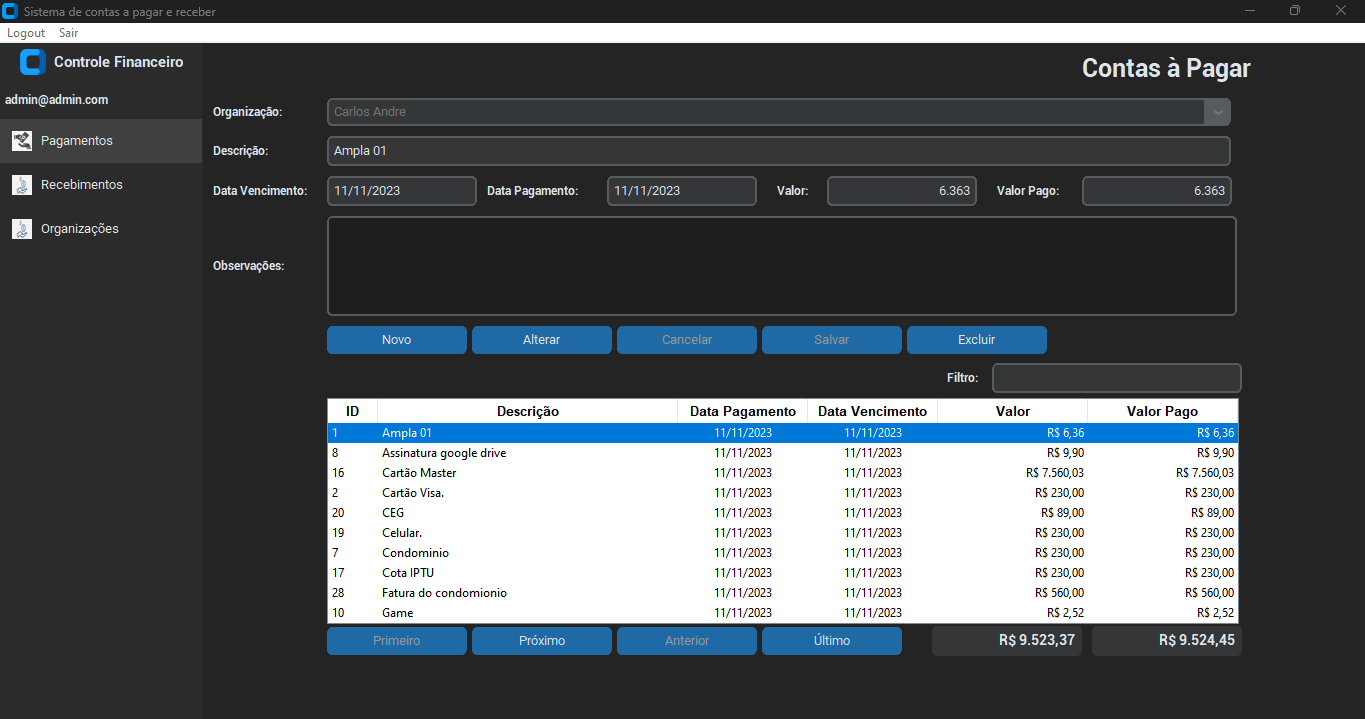 Sistema de contas a pagar e receber
Logout Sair
Controle Financeiro
Contas à Pagar
admin@admin.com
Pagamentos
Recebimentos
Organizações
Organização: Carlos Andre
Descrição: Ampla 01
Data Vencimento: 11/11/2023 Data Pagamento: 11/11/2023 Valor: 6.363 Valor Pago: 6.363
Observações:
Novo Alterar Cancelar Salvar Excluir
Filtro:
ID Descrição Data Pagamento Data Vencimento Valor Valor Pago
1 Ampla 01 11/11/2023 11/11/2023 R$ 6,36 R$ 6,36
8 Assinatura google drive 11/11/2023 11/11/2023 R$ 9,90 R$ 9,90
16 Cartão Master 11/11/2023 11/11/2023 R$ 7.560,03 R$ 7.560,03
2 Cartão Visa. 11/11/2023 11/11/2023 R$ 230,00 R$ 230,00
20 CEG 11/11/2023 11/11/2023 R$ 89,00 R$ 89,00
19 Celular. 11/11/2023 11/11/2023 R$ 230,00 R$ 230,00
7 Condominio 11/11/2023 11/11/2023 R$ 230,00 R$ 230,00
17 Cota IPTU 11/11/2023 11/11/2023 R$ 230,00 R$ 230,00
28 Fatura do condomionio 11/11/2023 11/11/2023 R$ 560,00 R$ 560,00
10 Game 11/11/2023 11/11/2023 R$ 2,52 R$ 2,52
Primeiro Próximo Anterior Último R$ 9.523,37 R$ 9.524,45